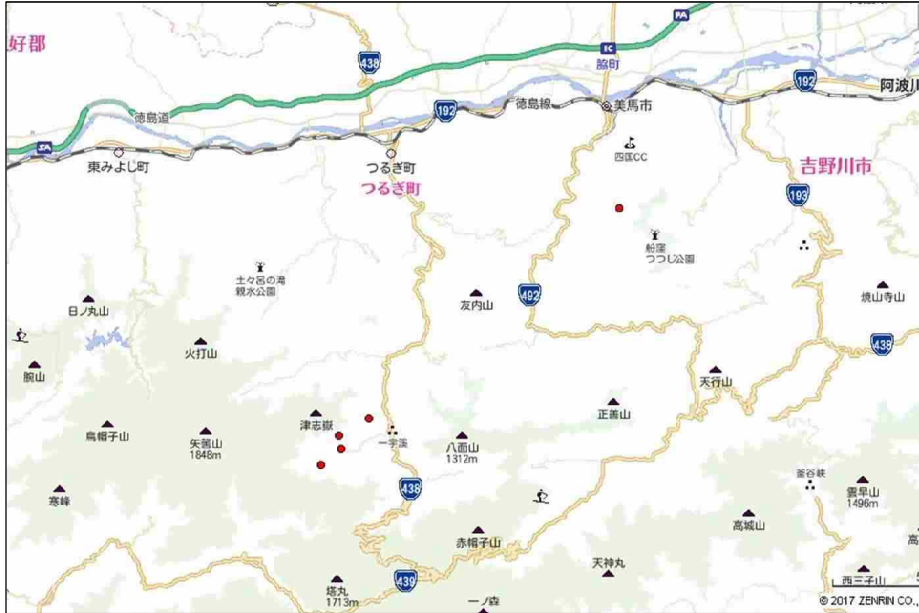 好郡
438
PA
K
脇町
192
阿波川
192
徳島線
美馬市
徳島道
SA
東みよし町
つるぎ町
つるぎ町
四国CC
吉野川市
193
船窪
つつじ公園
土々呂の滝
親水公園
友内山
492
焼山寺山
日ノ丸山
438
火打山
腕山
天行山
正善山
津志嶽
烏帽子山
矢筈山
1848m
一宇渓
八面山
1312m
釜谷峡
寒峰
438
雲早山
1496m
高城山
赤帽子山
高
天神丸
439
塔丸
1713m
西三子山
一ノ森
© 2017 ZENRIN CO.,